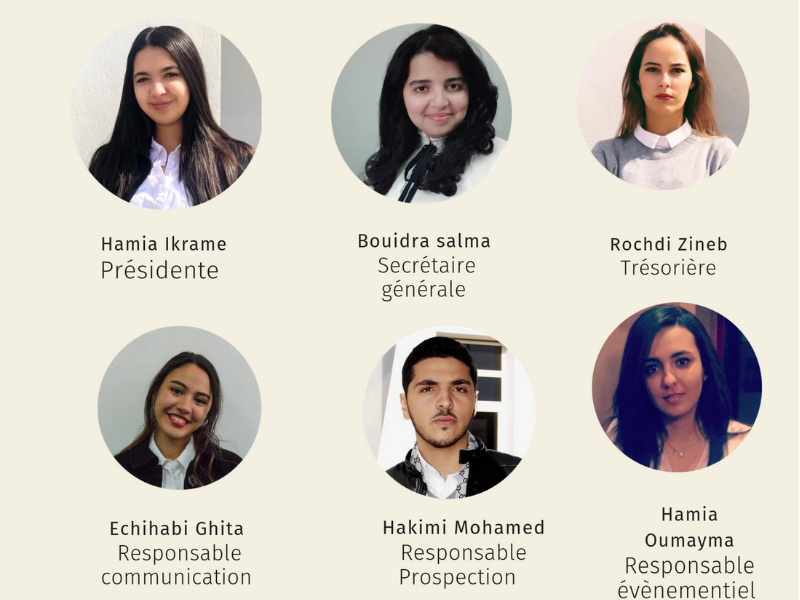 Hamia Ikrame
Présidente
Bouidra salma
Secrétaire
générale
Rochdi Zineb
Trésorière
Echihabi Ghita
Responsable
communication
Hakimi Mohamed
Responsable
Prospection
Hamia
Oumayma
Responsable
évènementiel